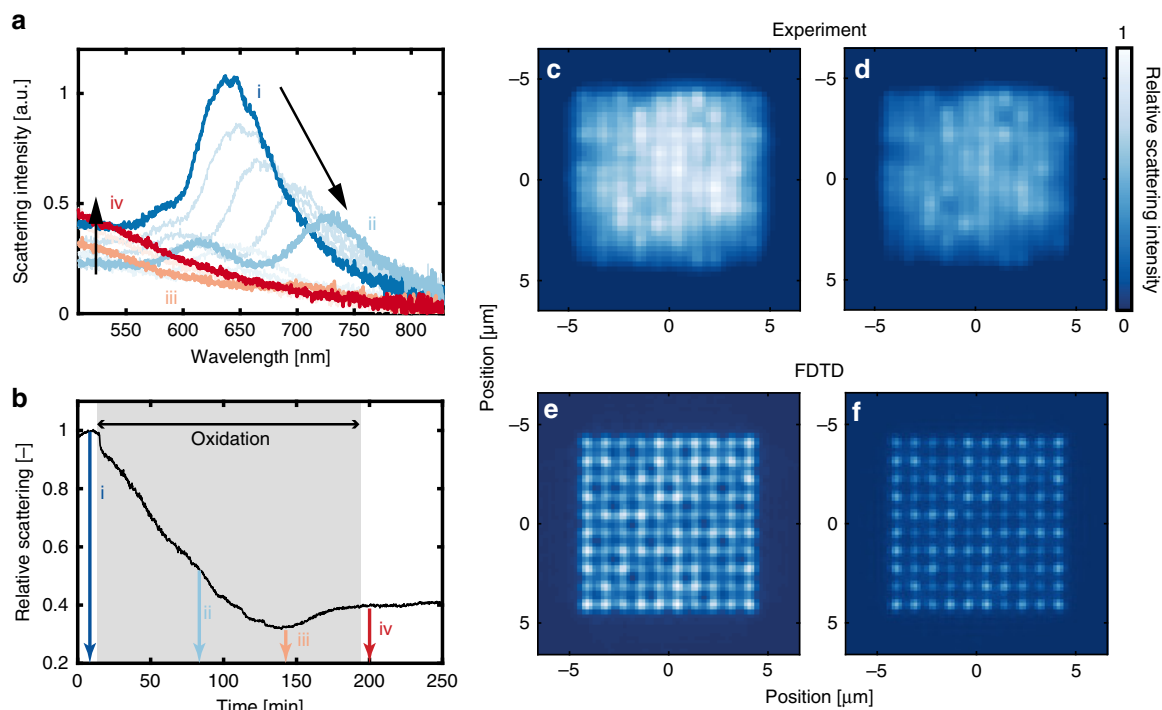 a
Scattering intensity [a.u.]
1
0.5
0
i
ii
iii
iv
550 600 650 700 750 800
Wavelength [nm]
b
Relative scattering [–]
1
0.8
0.6
0.4
0.2
Oxidation
i
ii
iii
iv
0 50 100 150 200 250
Time [min]
Experiment
c
d
–5
0
5
–5 0 5
–5 0 5
1
0
Relative scattering intensity
Position [μm]
FDTD
e
f
–5
0
5
–5 0 5
–5 0 5
Position [μm]